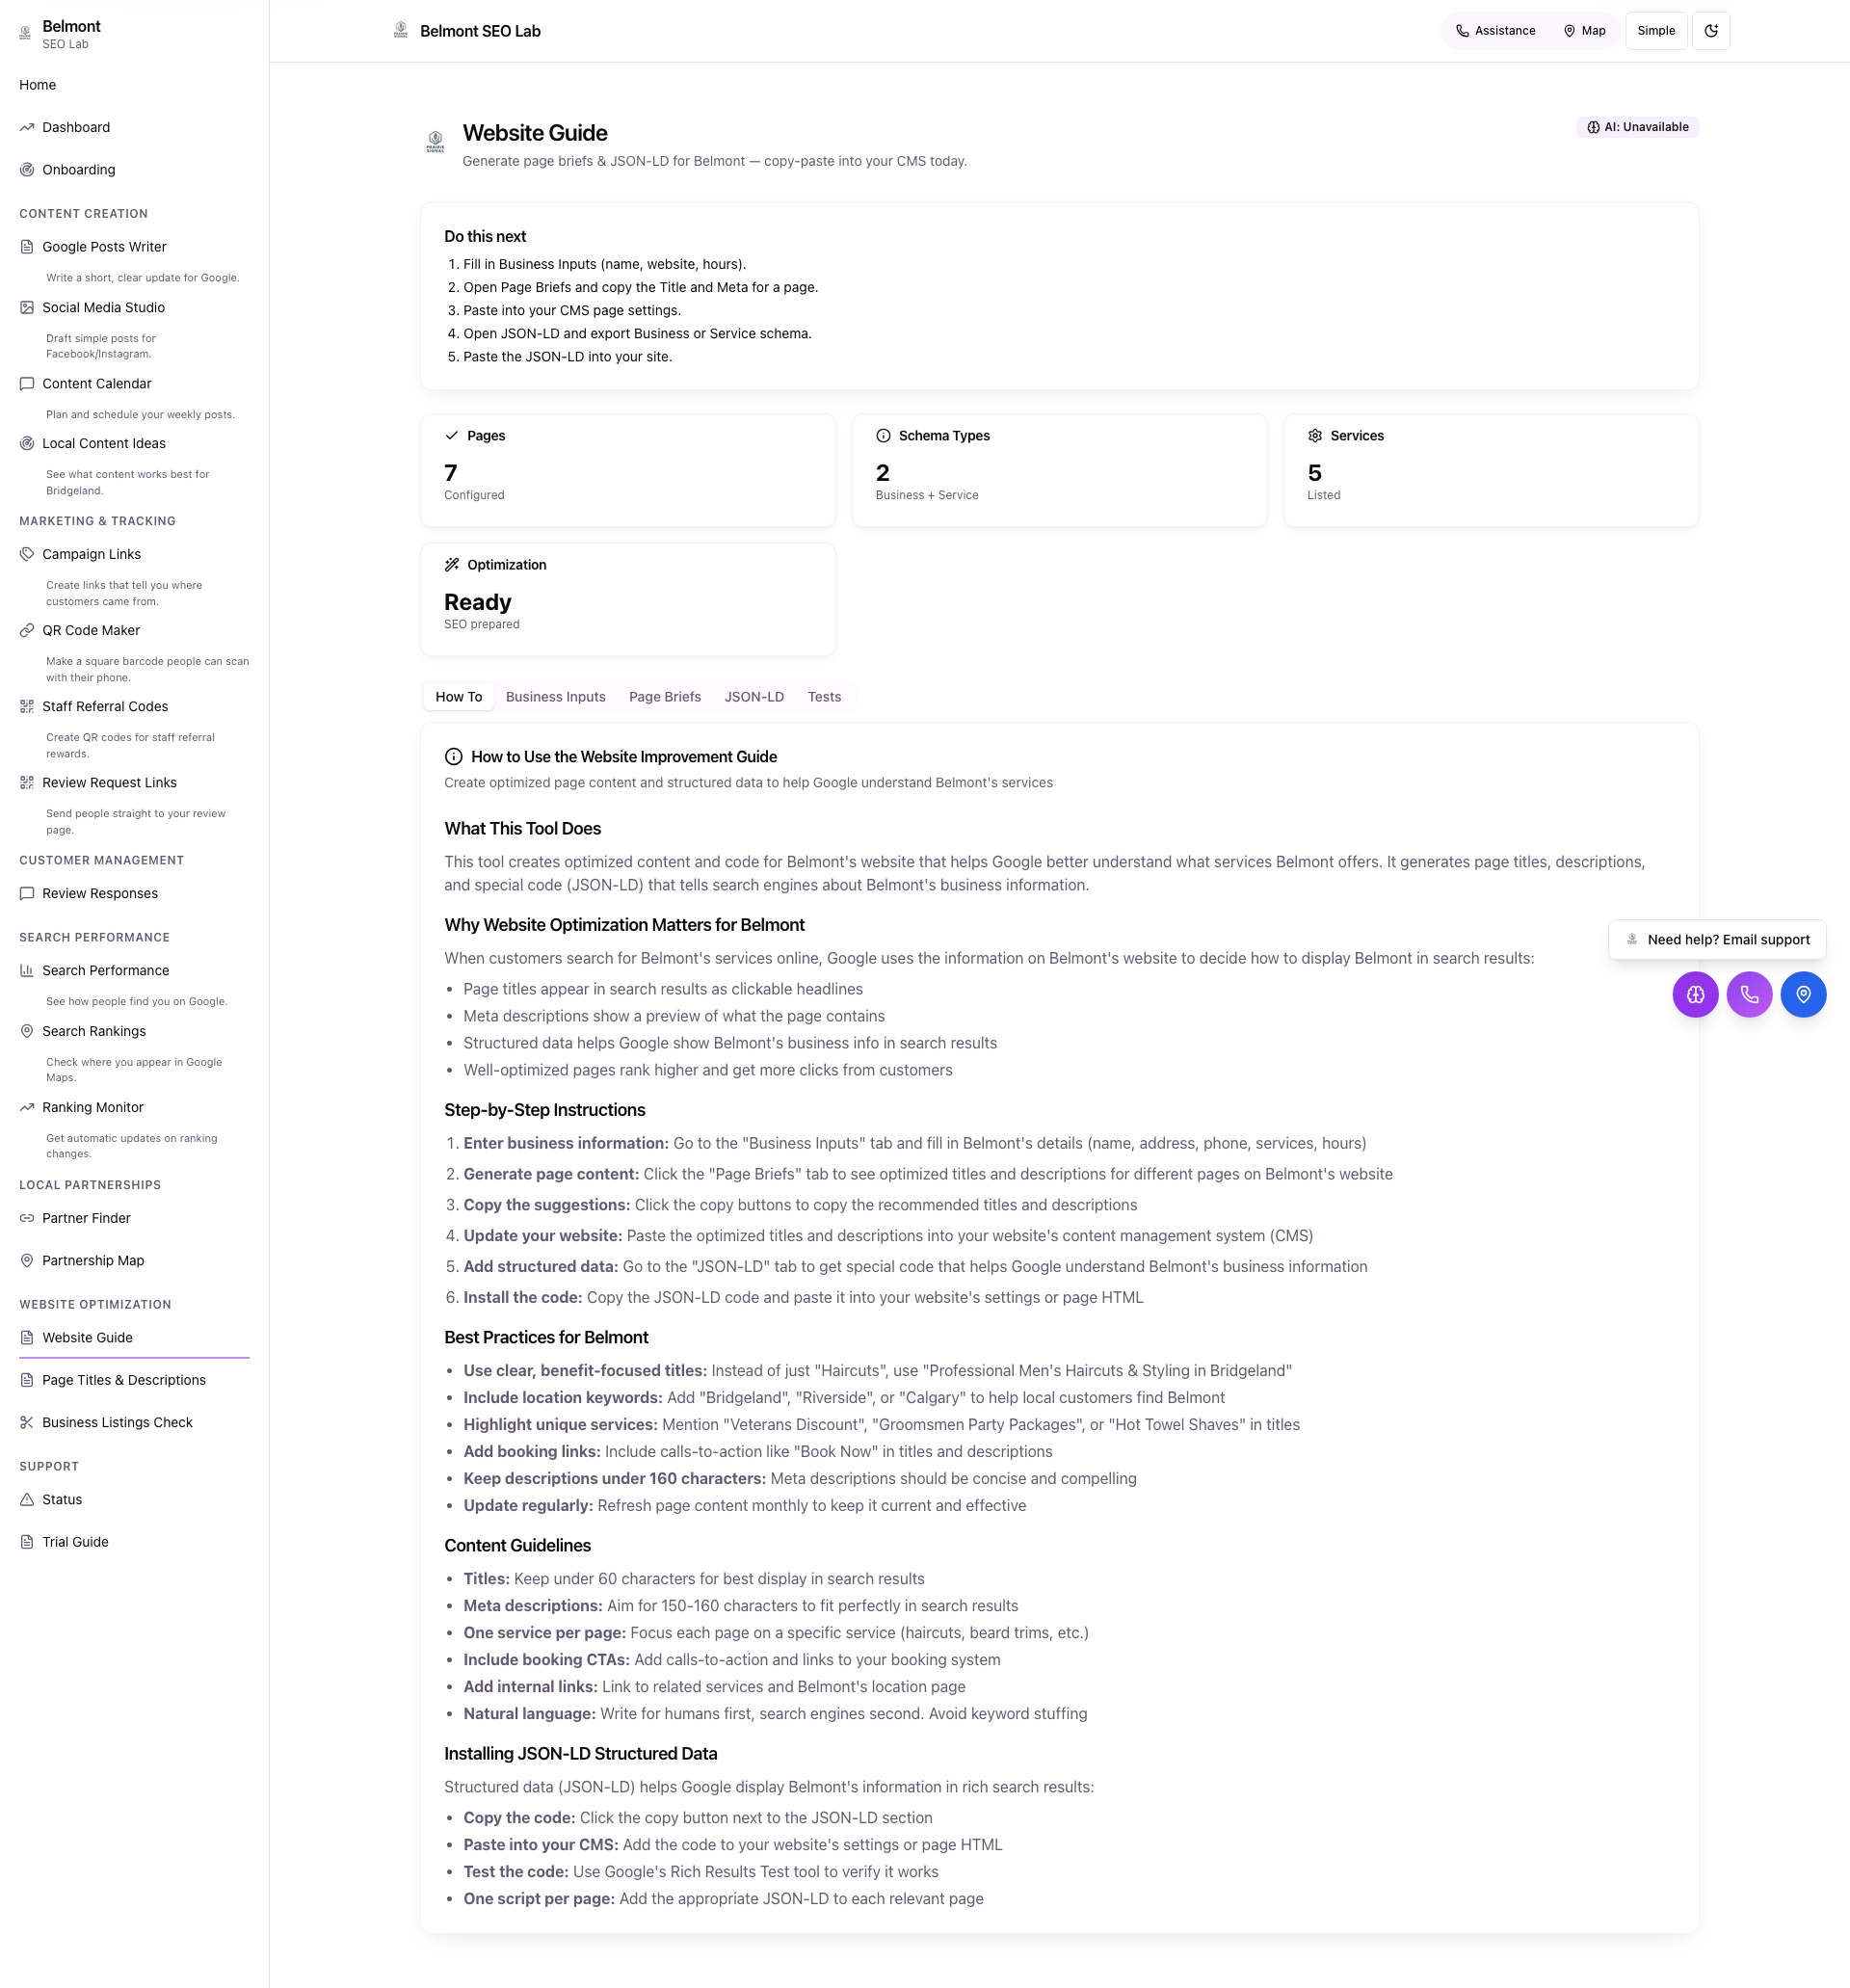 Belmont
SEO Lab
Home
Dashboard
Onboarding
CONTENT CREATION
Google Posts Writer
Write a short, clear update for Google.
Social Media Studio
Draft simple posts for
Facebook/Instagram.
Content Calendar
Plan and schedule your weekly posts.
Local Content Ideas
See what content works best for
Bridgeland.
MARKETING & TRACKING
Campaign Links
Create links that tell you where
customers came from.
QR Code Maker
Make a square barcode people can scan
with their phone.
Staff Referral Codes
Create QR codes for staff referral
rewards.
Review Request Links
Send people straight to your review
page.
CUSTOMER MANAGEMENT
Review Responses
SEARCH PERFORMANCE
Search Performance
See how people find you on Google.
Search Rankings
Check where you appear in Google
Maps.
Ranking Monitor
Get automatic updates on ranking
changes.
LOCAL PARTNERSHIPS
Partner Finder
Partnership Map
WEBSITE OPTIMIZATION
Website Guide
Page Titles & Descriptions
Business Listings Check
SUPPORT
Status
Trial Guide
Belmont SEO Lab
Assistance
Map
Simple
PRAIRIE
SIGNAL
Website Guide
Generate page briefs & JSON-LD for Belmont — copy-paste into your CMS today.
AI: Unavailable
Do this next
1. Fill in Business Inputs (name, website, hours).
2. Open Page Briefs and copy the Title and Meta for a page.
3. Paste into your CMS page settings.
4. Open JSON-LD and export Business or Service schema.
5. Paste the JSON-LD into your site.
Pages
7
Configured
Schema Types
2
Business + Service
Services
5
Listed
Optimization
Ready
SEO prepared
How To
Business Inputs
Page Briefs
JSON-LD
Tests
How to Use the Website Improvement Guide
Create optimized page content and structured data to help Google understand Belmont's services
What This Tool Does
This tool creates optimized content and code for Belmont's website that helps Google better understand what services Belmont offers. It generates page titles, descriptions,
and special code (JSON-LD) that tells search engines about Belmont's business information.
Why Website Optimization Matters for Belmont
When customers search for Belmont's services online, Google uses the information on Belmont's website to decide how to display Belmont in search results:
• Page titles appear in search results as clickable headlines
• Meta descriptions show a preview of what the page contains
• Structured data helps Google show Belmont's business info in search results
• Well-optimized pages rank higher and get more clicks from customers
Need help? Email support
Step-by-Step Instructions
1. Enter business information: Go to the "Business Inputs" tab and fill in Belmont's details (name, address, phone, services, hours)
2. Generate page content: Click the "Page Briefs" tab to see optimized titles and descriptions for different pages on Belmont's website
3. Copy the suggestions: Click the copy buttons to copy the recommended titles and descriptions
4. Update your website: Paste the optimized titles and descriptions into your website's content management system (CMS)
5. Add structured data: Go to the "JSON-LD" tab to get special code that helps Google understand Belmont's business information
6. Install the code: Copy the JSON-LD code and paste it into your website's settings or page HTML
Best Practices for Belmont
• Use clear, benefit-focused titles: Instead of just "Haircuts", use "Professional Men's Haircuts & Styling in Bridgeland"
• Include location keywords: Add "Bridgeland", "Riverside", or "Calgary" to help local customers find Belmont
• Highlight unique services: Mention "Veterans Discount", "Groomsmen Party Packages", or "Hot Towel Shaves" in titles
• Add booking links: Include calls-to-action like "Book Now" in titles and descriptions
• Keep descriptions under 160 characters: Meta descriptions should be concise and compelling
• Update regularly: Refresh page content monthly to keep it current and effective
Content Guidelines
• Titles: Keep under 60 characters for best display in search results
• Meta descriptions: Aim for 150-160 characters to fit perfectly in search results
• One service per page: Focus each page on a specific service (haircuts, beard trims, etc.)
• Include booking CTAs: Add calls-to-action and links to your booking system
• Add internal links: Link to related services and Belmont's location page
• Natural language: Write for humans first, search engines second. Avoid keyword stuffing
Installing JSON-LD Structured Data
Structured data (JSON-LD) helps Google display Belmont's information in rich search results:
• Copy the code: Click the copy button next to the JSON-LD section
• Paste into your CMS: Add the code to your website's settings or page HTML
• Test the code: Use Google's Rich Results Test tool to verify it works
• One script per page: Add the appropriate JSON-LD to each relevant page